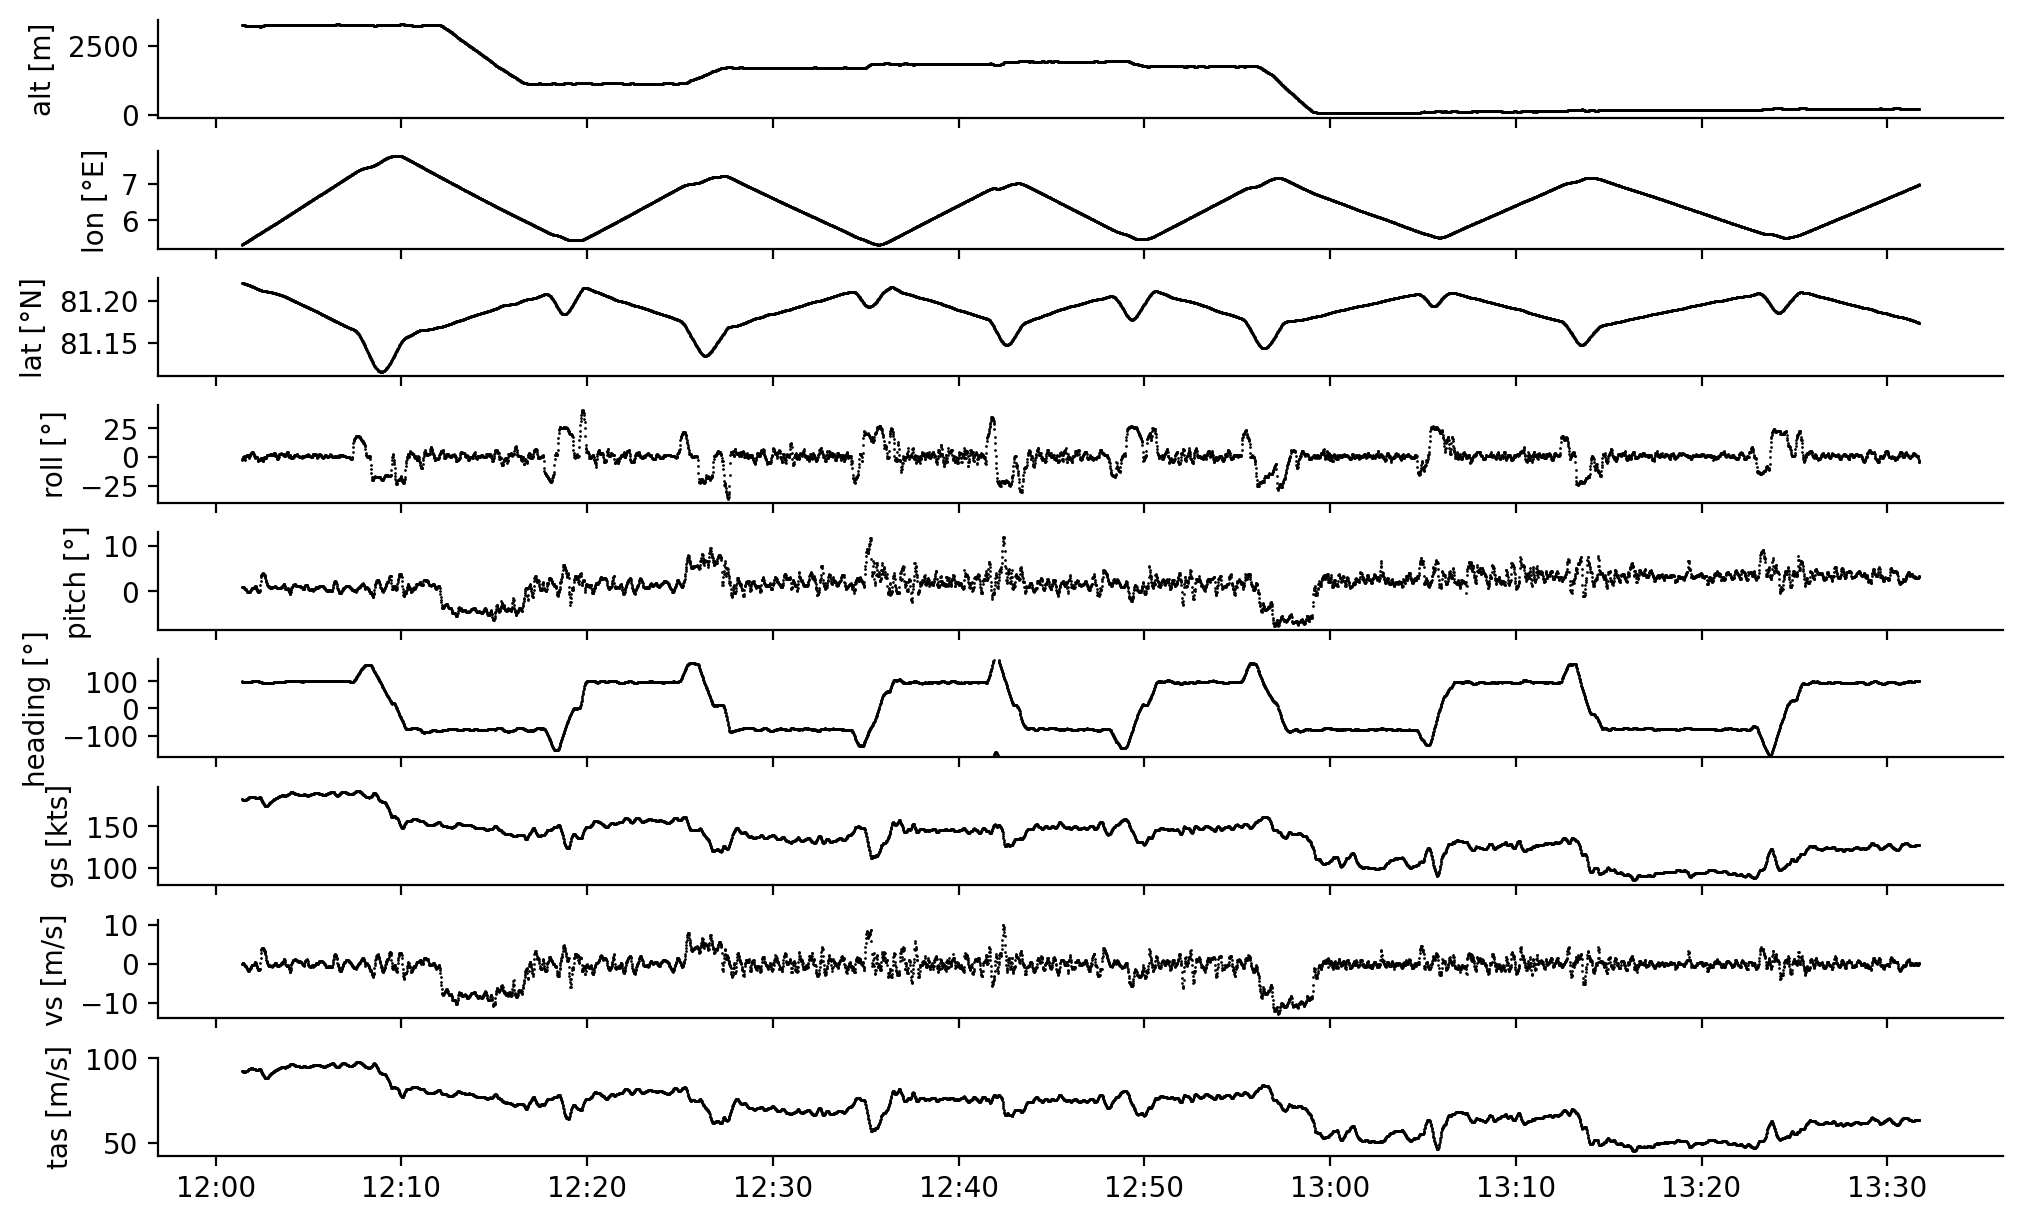 alt [m]
2500
0
lon [°E]
7
6
lat [°N]
81.20
81.15
roll [°]
25
0
−25
pitch [°]
10
0
heading [°]
100
0
−100
gs [kts]
150
100
vs [m/s]
10
0
−10
tas [m/s]
100
50
12:00 12:10 12:20 12:30 12:40 12:50 13:00 13:10 13:20 13:30